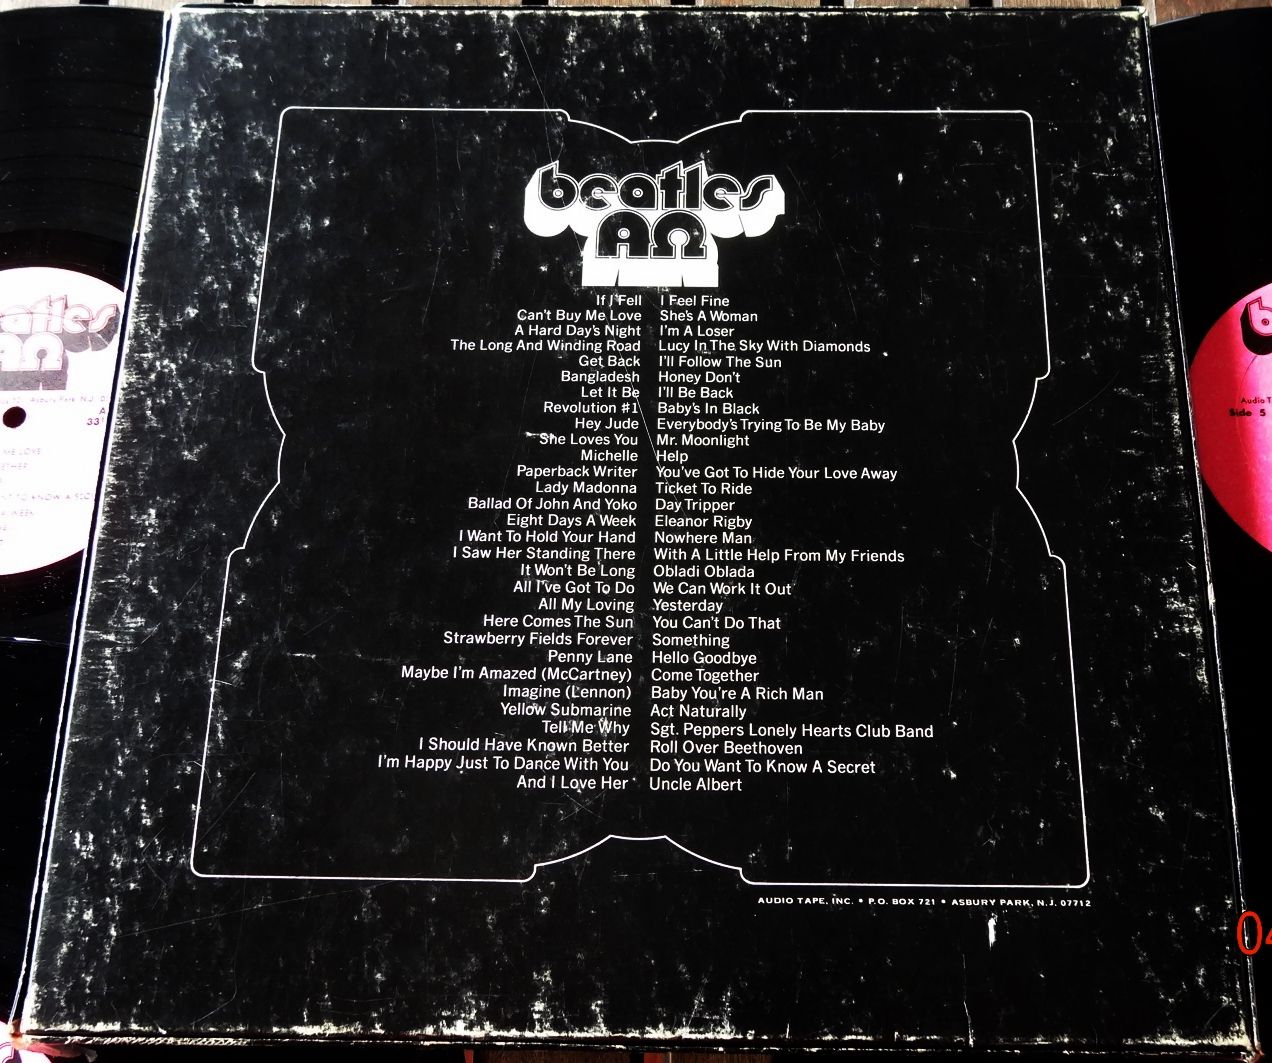 beatles
ΑΩ
If I Fell
Can't Buy Me Love
A Hard Day's Night
The Long And Winding Road
Get Back
Bangladesh
Let It Be
Revolution #1
Hey Jude
She Loves You
Michelle
Paperback Writer
Lady Madonna
Ballad Of John And Yoko
Eight Days A Week
I Want To Hold Your Hand
I Saw Her Standing There
It Won't Be Long
All I've Got To Do
All My Loving
Here Comes The Sun
Strawberry Fields Forever
Penny Lane
Maybe I'm Amazed (McCartney)
Imagine (Lennon)
Yellow Submarine
Tell Me Why
I Should Have Known Better
I'm Happy Just To Dance With You
And I Love Her
I Feel Fine
She's A Woman
I'm A Loser
Lucy In The Sky With Diamonds
I'll Follow The Sun
Honey Don't
I'll Be Back
Baby's In Black
Everybody's Trying To Be My Baby
Mr. Moonlight
Help
You've Got To Hide Your Love Away
Ticket To Ride
Day Tripper
Eleanor Rigby
Nowhere Man
With A Little Help From My Friends
Obladi Oblada
We Can Work It Out
Yesterday
You Can't Do That
Something
Hello Goodbye
Come Together
Baby You're A Rich Man
Act Naturally
Sgt. Peppers Lonely Hearts Club Band
Roll Over Beethoven
Do You Want To Know A Secret
Uncle Albert
AUDIO TAPE, INC. • P.O. BOX 721 • ASBURY PARK, N.J. 07712
ΑΩ
Asbury Park N.J.
33
ME LOVE
Side 5
04